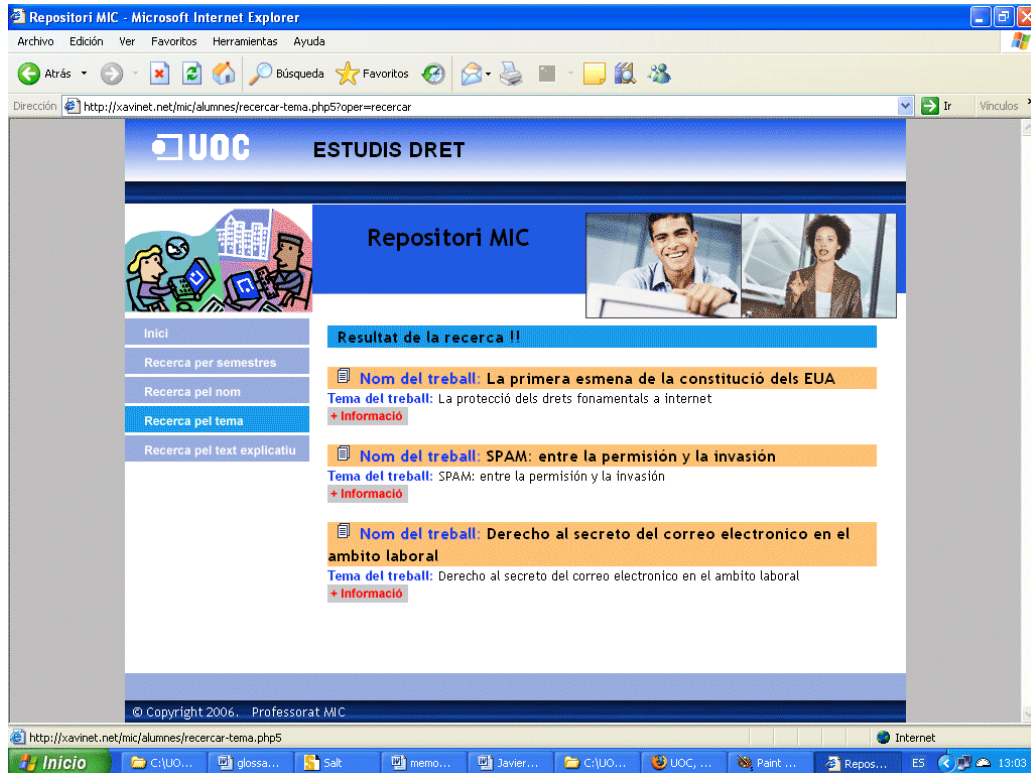 Repositori MIC - Microsoft Internet Explorer
Archivo Edición Ver Favoritos Herramientas Ayuda
Atrás Búsqueda Favoritos
Dirección http://xavinet.net/mic/alumnes/recercar-tema.php5?oper=recercar Ir Vínculos
UOC ESTUDIS DRET
Repositori MIC
Inici
Recerca per semestres
Recerca pel nom
Recerca pel tema
Recerca pel text explicatiu
Resultat de la recerca !!
Nom del treball: La primera esmena de la constitució dels EUA
Tema del treball: La protecció dels drets fonamentals a internet
+ Informació
Nom del treball: SPAM: entre la permisión y la invasión
Tema del treball: SPAM: entre la permisión y la invasión
+ Informació
Nom del treball: Derecho al secreto del correo electronico en el
ambito laboral
Tema del treball: Derecho al secreto del correo electronico en el ambito laboral
+ Informació
© Copyright 2006. Professorat MIC
http://xavinet.net/mic/alumnes/recercar-tema.php5 Internet
Inicio C:\UO... glossa... Salt memo... Javier... C:\UO... UOC, ... Paint ... Repos... ES 13:03